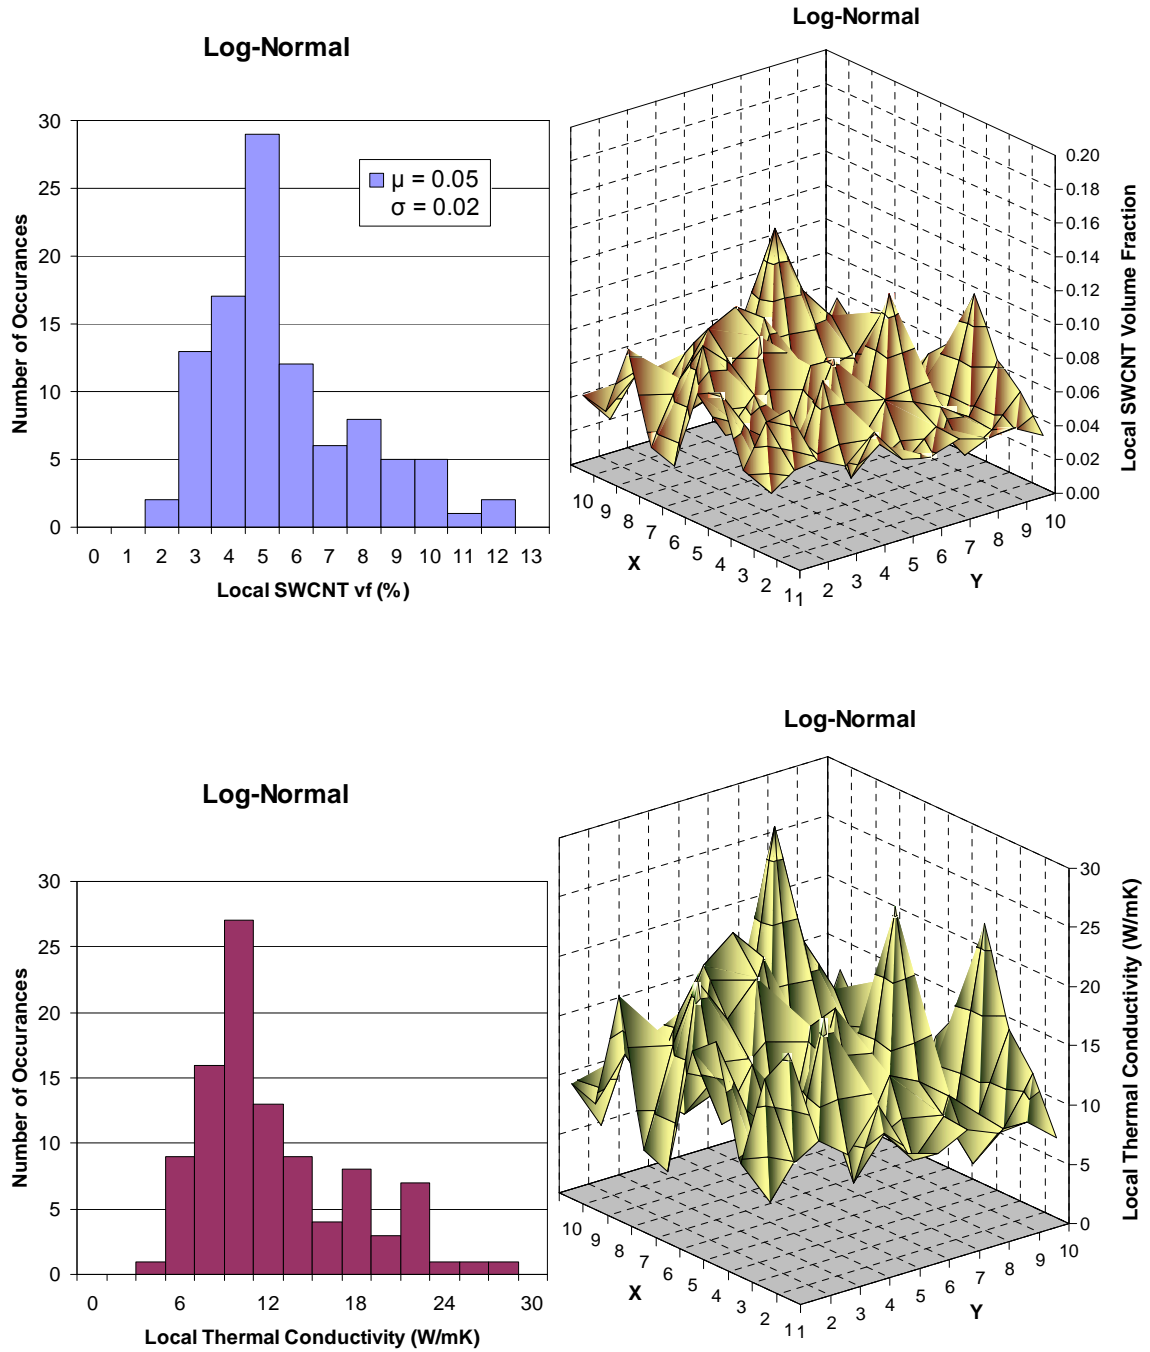 Log-Normal
30
25
20
15
10
5
0
Number of Occurances
μ = 0.05
σ = 0.02
0 1 2 3 4 5 6 7 8 9 10 11 12 13
Local SWCNT vf (%)
Log-Normal
0.20
0.18
0.16
0.14
0.12
0.10
0.08
0.06
0.04
0.02
0.00
Local SWCNT Volume Fraction
10 9 8 7 6 5 4 3 2 1
X
1 2 3 4 5 6 7 8 9 10
Y
Log-Normal
30
25
20
15
10
5
0
Number of Occurances
0 6 12 18 24 30
Local Thermal Conductivity (W/mK)
Log-Normal
30
25
20
15
10
5
0
Local Thermal Conductivity (W/mK)
10 9 8 7 6 5 4 3 2 1
X
1 2 3 4 5 6 7 8 9 10
Y